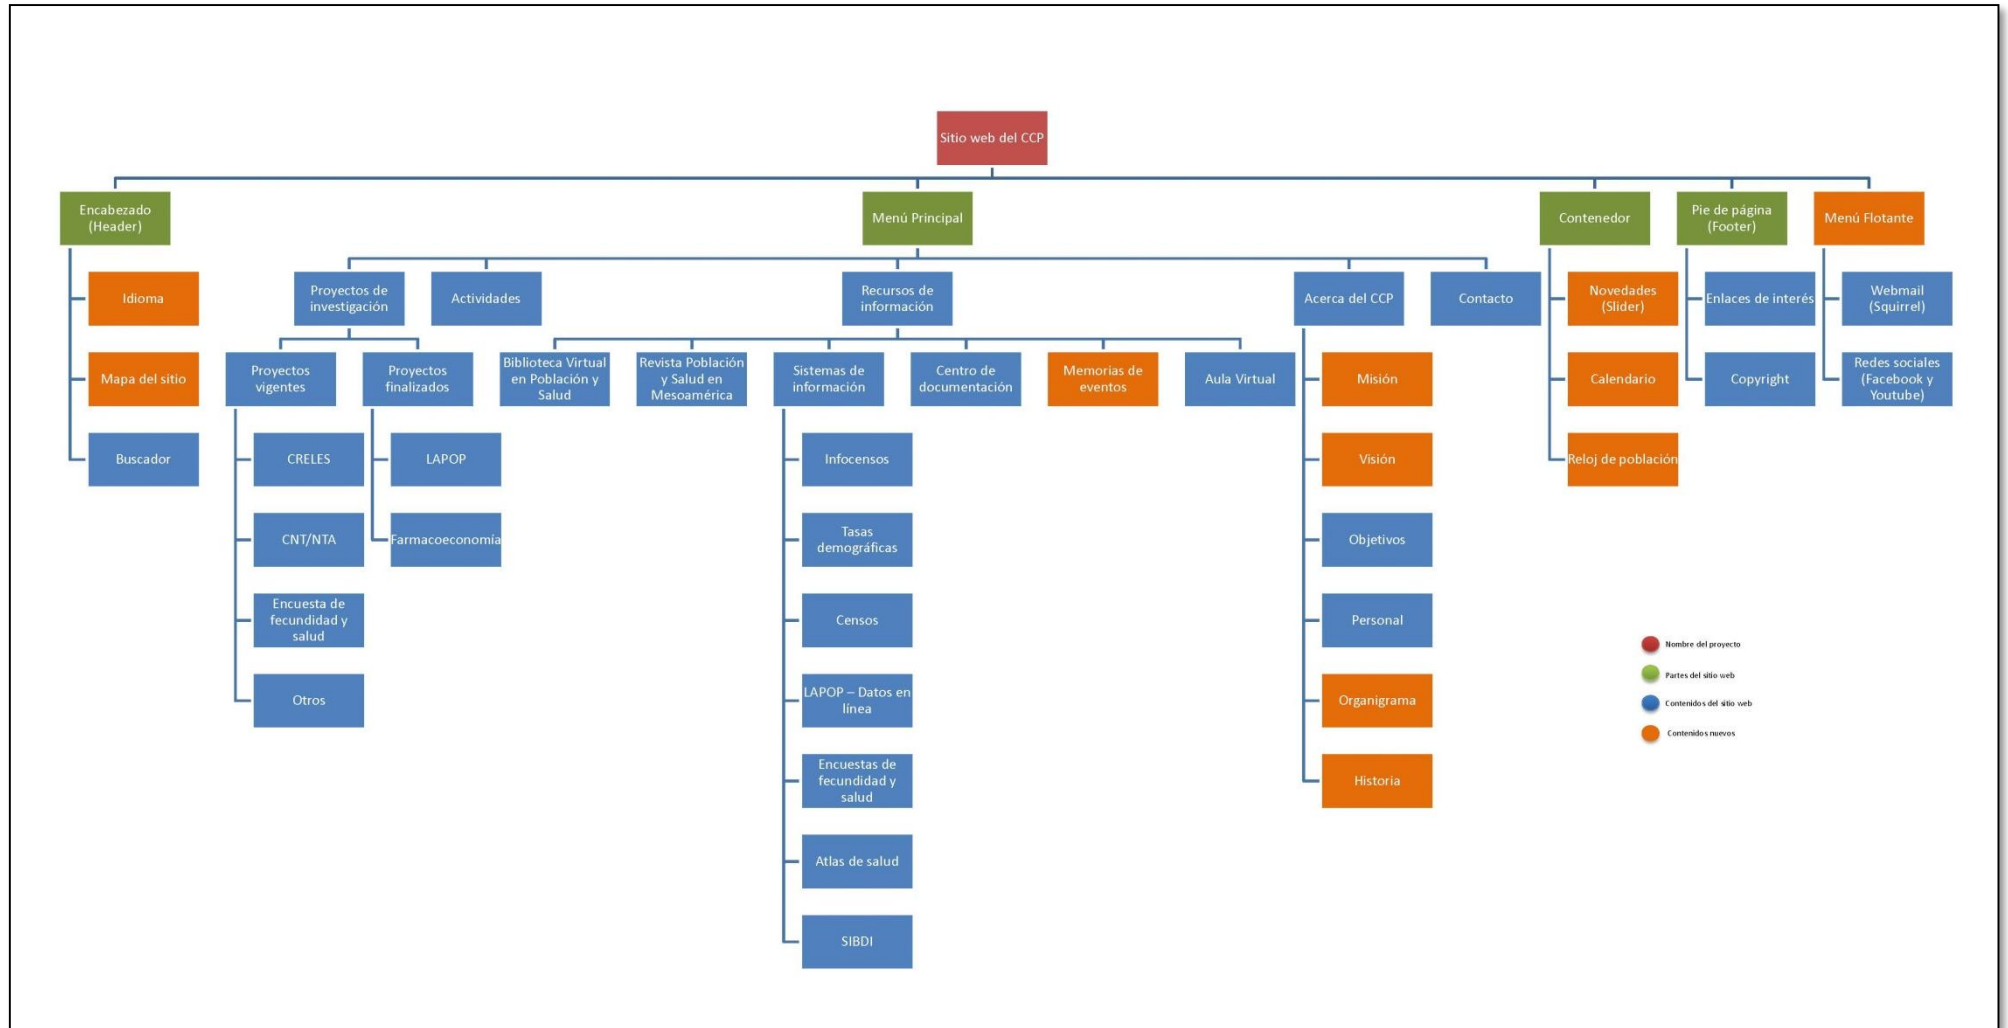 Sitio web del CCP
Encabezado
(Header)
Menú Principal
Contenedor
Pie de página
(Footer)
Menú Flotante
Idioma
Mapa del sitio
Buscador
Proyectos de
investigación
Actividades
Recursos de
información
Acerca del CCP
Contacto
Proyectos
vigentes
Proyectos
finalizados
CRELES
CNT/NTA
Encuesta de
fecundidad y
salud
Otros
LAPOP
Farmacoeconomía
Biblioteca Virtual
en Población y
Salud
Revista Población
y Salud en
Mesoamérica
Sistemas de
información
Centro de
documentación
Memorias de
eventos
Aula Virtual
Infocensos
Tasas
demográficas
Censos
LAPOP – Datos en
línea
Encuestas de
fecundidad y
salud
Atlas de salud
SIBDI
Misión
Visión
Objetivos
Personal
Organigrama
Historia
Novedades
(Slider)
Calendario
Reloj de población
Enlaces de interés
Copyright
Webmail
(Squirrel)
Redes sociales
(Facebook y
Youtube)
Nombre del proyecto
Partes del sitio web
Contenidos del sitio web
Contenidos nuevos